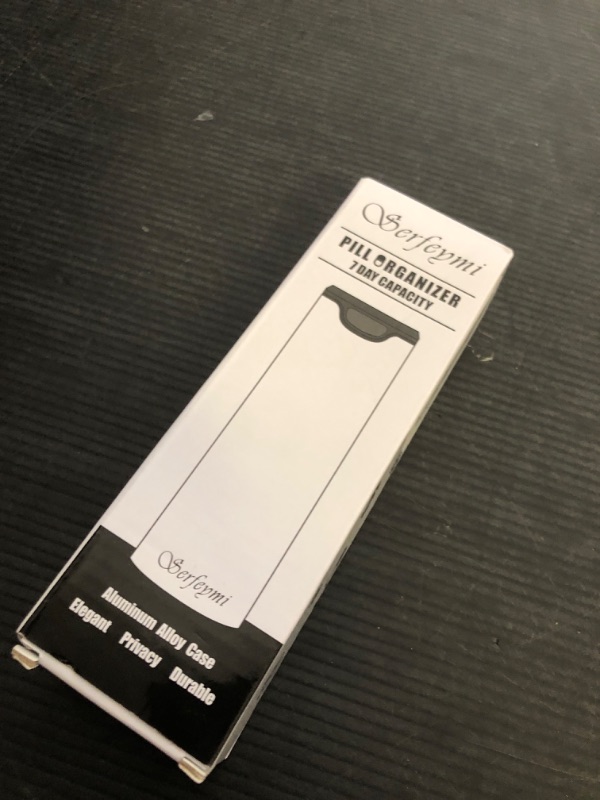 Serfeymi
PILL ORGANIZER
7 DAY CAPACITY
Serfeymi
Aluminum Alloy Case
Elegant Privacy Durable